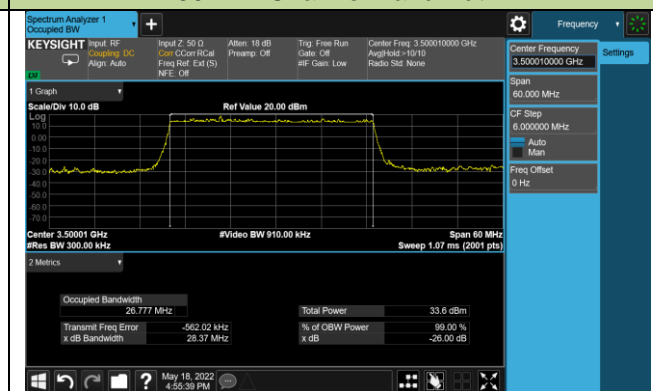 Spectrum Analyzer 1
Occupied BW
Frequency
KEYSIGHT
Input: RF
Coupling: DC
Align: Auto
Input Z: 50 Ω
Corr CCorr RCal
Freq Ref: Ext (S)
NFE: Off
Atten: 18 dB
Preamp: Off
Trig: Free Run
Gate: Off
#IF Gain: Low
Center Freq: 3.500010000 GHz
Avg|Hold:>10/10
Radio Std: None
Center Frequency
3.500010000 GHz
Settings
Span
60.000 MHz
CF Step
6.000000 MHz
Auto
Man
Freq Offset
0 Hz
1 Graph
Scale/Div 10.0 dB
Ref Value 20.00 dBm
Log
10.0
0.00
-10.0
-20.0
-30.0
-40.0
-50.0
-60.0
-70.0
Center 3.50001 GHz
#Video BW 910.00 kHz
Span 60 MHz
#Res BW 300.00 kHz
Sweep 1.07 ms (2001 pts)
2 Metrics
Occupied Bandwidth
26.777 MHz
Total Power
33.6 dBm
Transmit Freq Error
-562.02 kHz
% of OBW Power
99.00 %
x dB Bandwidth
28.37 MHz
x dB
-26.00 dB
?
May 18, 2022
4:55:39 PM